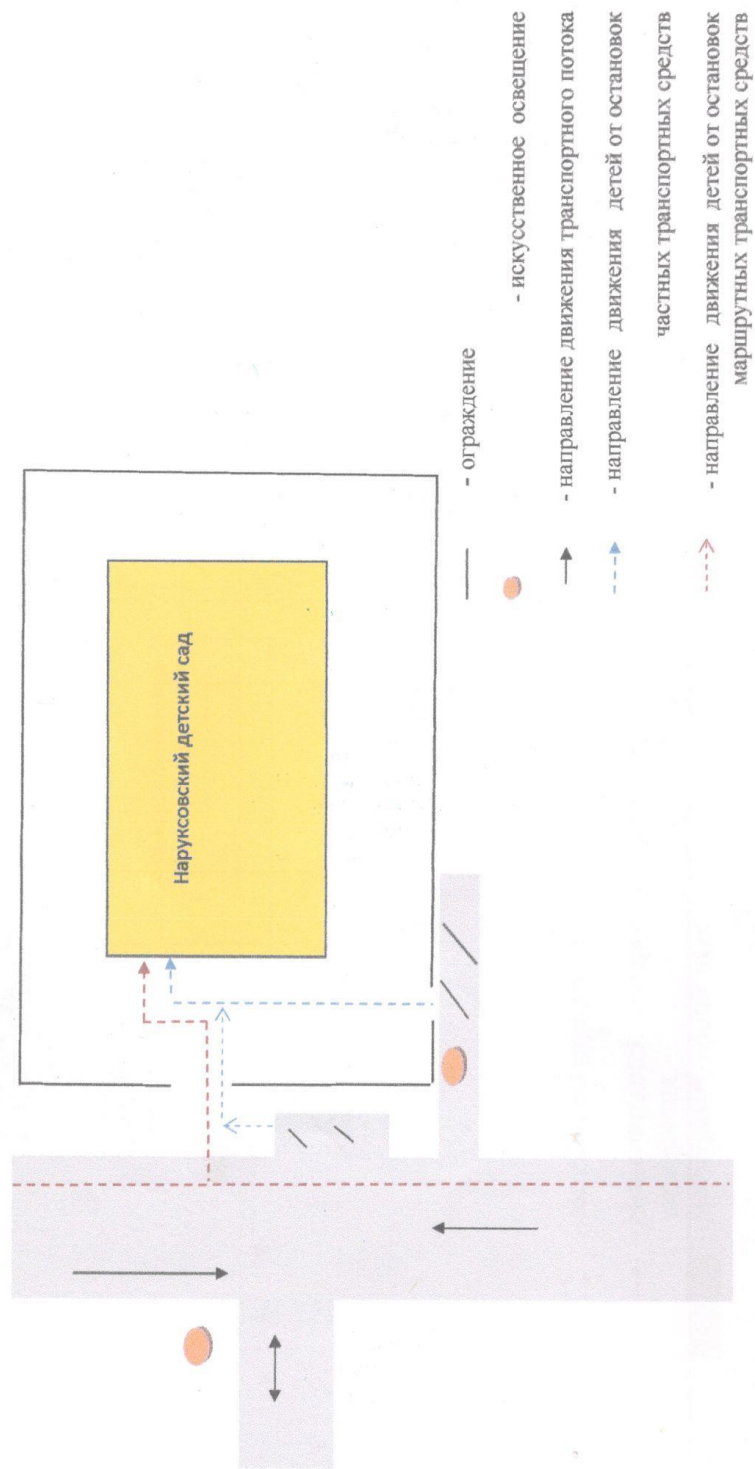 Наруксовский детский сад
- ограждение
- искусственное освещение
- направление движения транспортного потока
- направление движения детей от остановок
частных транспортных средств
- направление движения детей от остановок
маршрутных транспортных средств